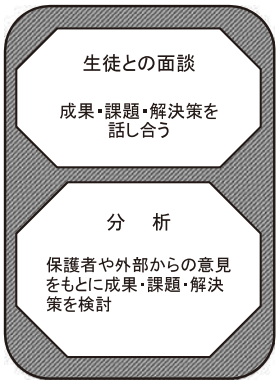 生徒との面談
成果・課題・解決策を
話し合う
分　析
保護者や外部からの意見
をもとに成果・課題・解決
策を検討